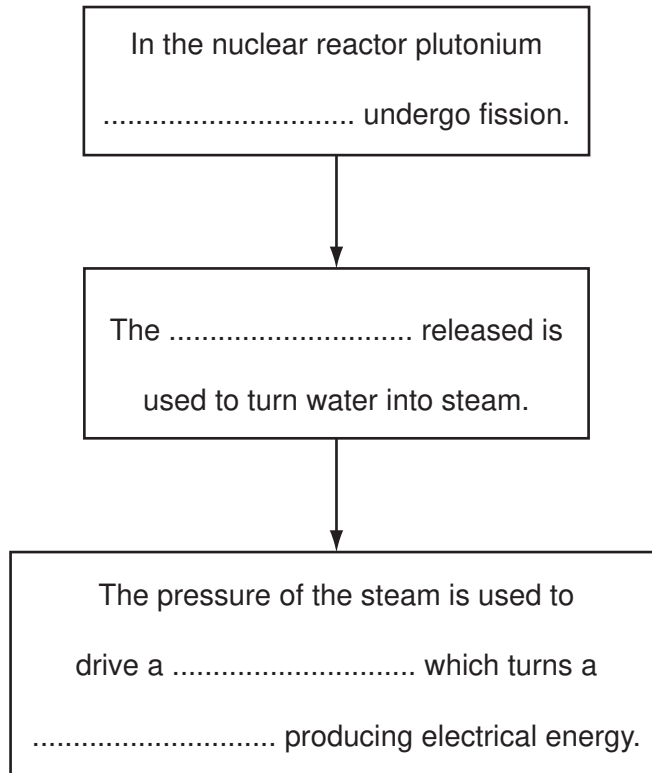 In the nuclear reactor plutonium
............................... undergo fission.
The .............................. released is
used to turn water into steam.
The pressure of the steam is used to
drive a .............................. which turns a
.............................. producing electrical energy.